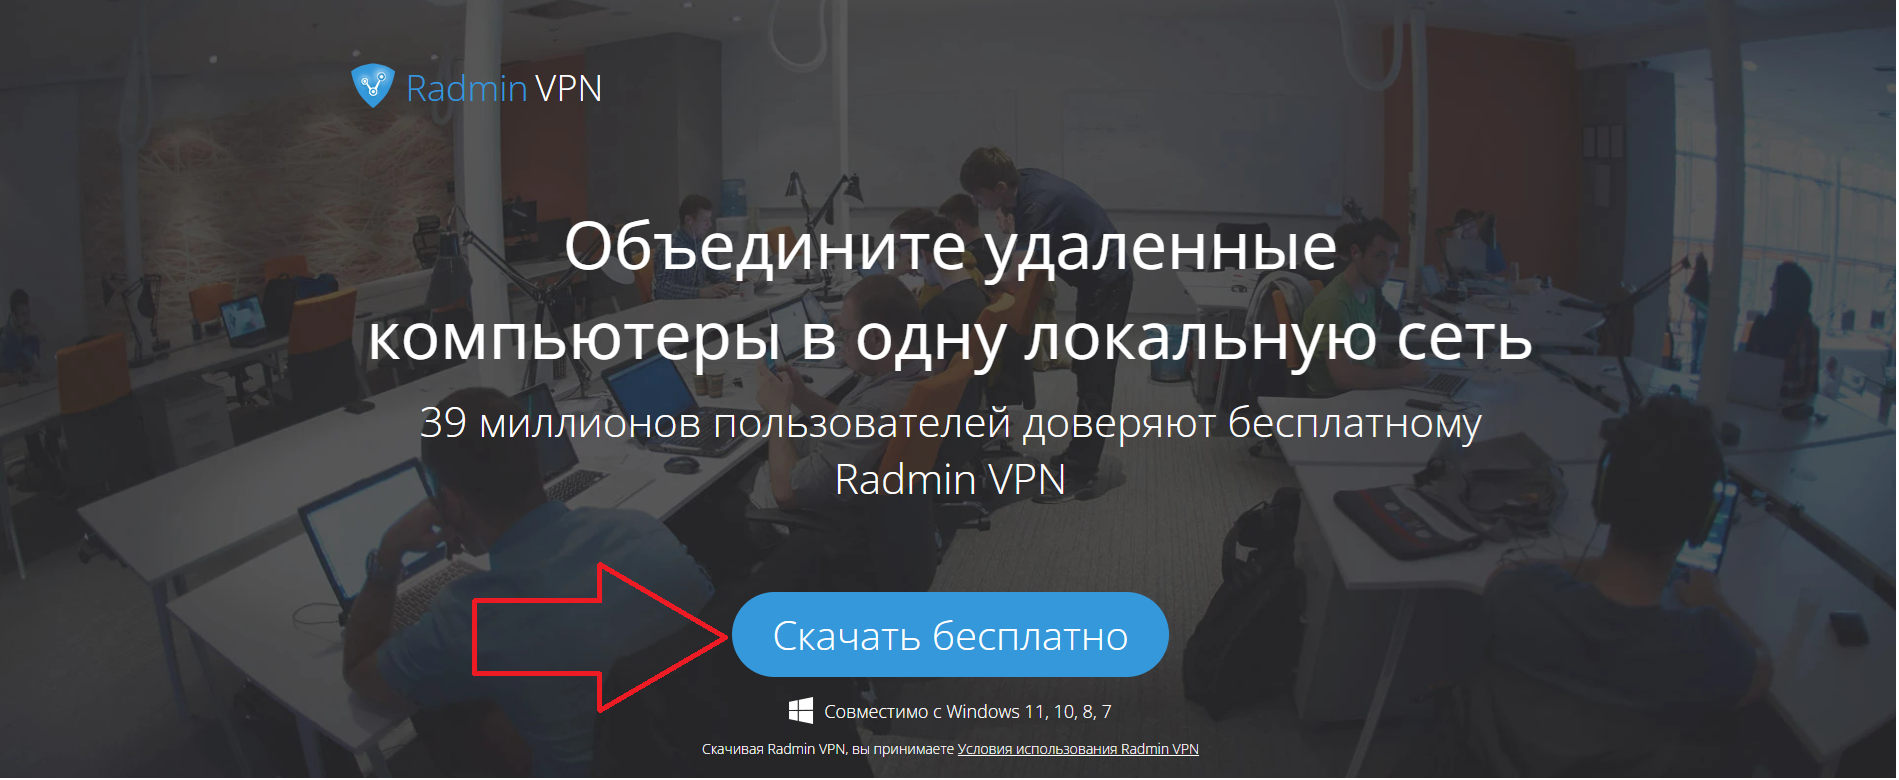 Radmin VPN
Объедините удаленные
компьютеры в одну локальную сеть
39 миллионов пользователей доверяют бесплатному
Radmin VPN
Скачать бесплатно
Совместимо с Windows 11, 10, 8, 7
Скачивая Radmin VPN, вы принимаете Условия использования Radmin VPN